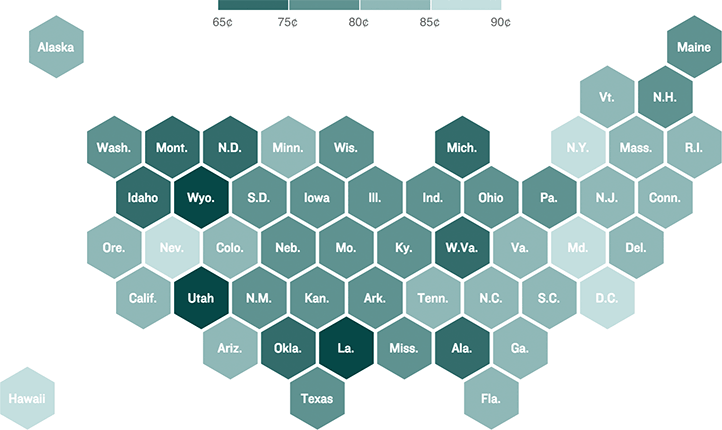 65¢ 75¢ 80¢ 85¢ 90¢
Alaska Maine
Vt. N.H.
Wash. Mont. N.D. Minn. Wis. Mich. N.Y. Mass. R.I.
Idaho Wyo. S.D. Iowa Ill. Ind. Ohio Pa. N.J. Conn.
Ore. Nev. Colo. Neb. Mo. Ky. W.Va. Va. Md. Del.
Calif. Utah N.M. Kan. Ark. Tenn. N.C. S.C. D.C.
Ariz. Okla. La. Miss. Ala. Ga.
Hawaii Texas Fla.